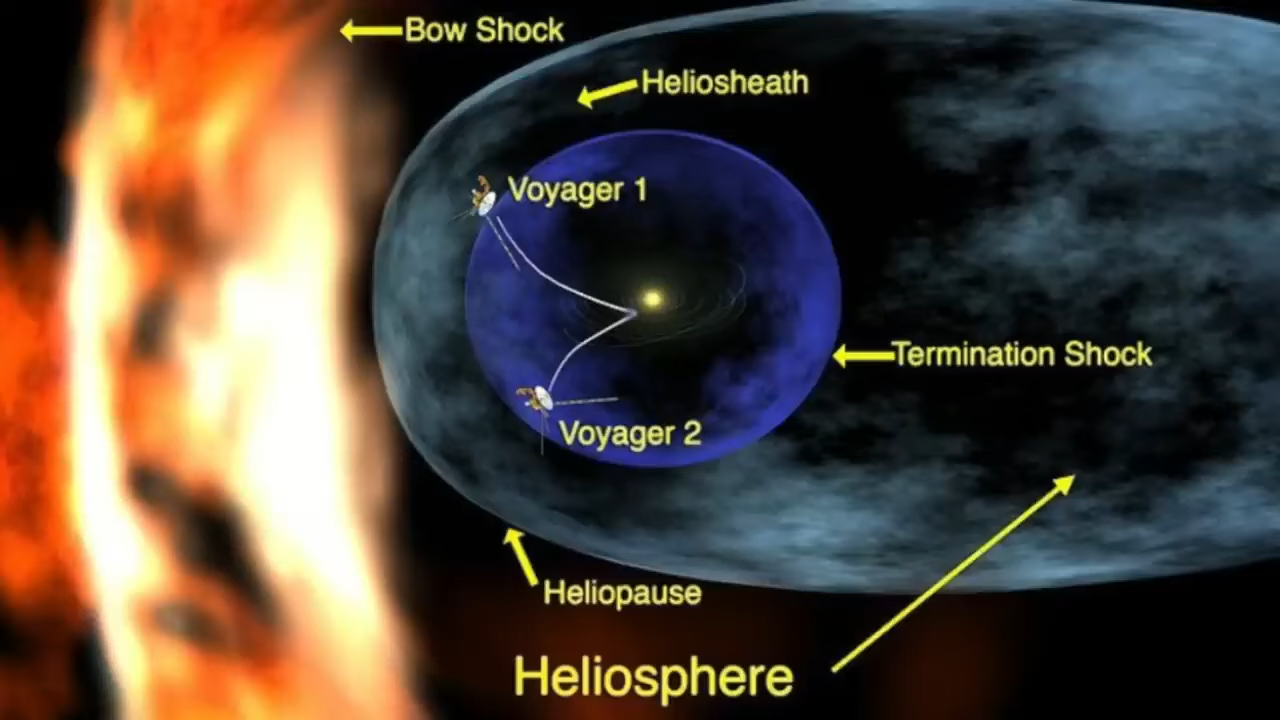 Bow Shock
Heliosheath
Voyager 1
Termination Shock
Voyager 2
Heliopause
Heliosphere